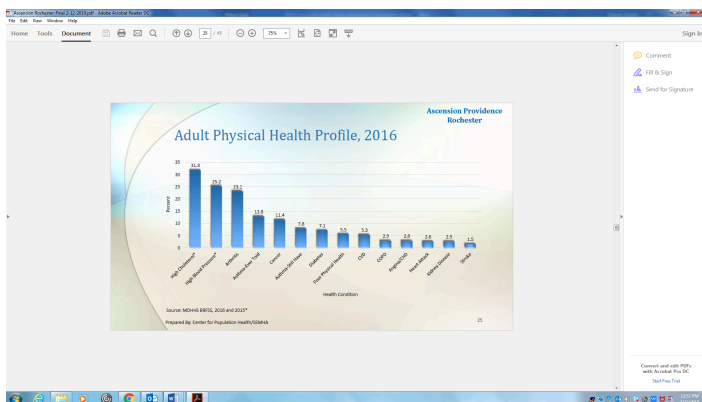 Ascension Rochester-Final 2-12-2019.pdf - Adobe Acrobat Reader DC
File Edit View Window Help
Home Tools Document 25 / 45 75% Sign In
Comment
Fill & Sign
Send for Signature
Ascension Providence
Rochester
Adult Physical Health Profile, 2016
Percent
35
30
25
20
15
10
5
0
31.8
25.2
23.1
12.8
11.4
7.8
7.1
5.5
5.3
2.9
2.8
2.6
2.5
1.5
High Cholesterol*
High Blood Pressure*
Arthritis
Asthma-Ever Told
Cancer
Asthma-Still Have
Diabetes
Poor Physical Health
CVD
COPD
Angina/CHD
Heart Attack
Kidney Disease
Stroke
Health Condition
Source: MDHHS BRFSS, 2016 and 2015*
Prepared By: Center for Population Health/SEMHA
25
Convert and edit PDFs
with Acrobat Pro DC
Start Free Trial
12:52 PM